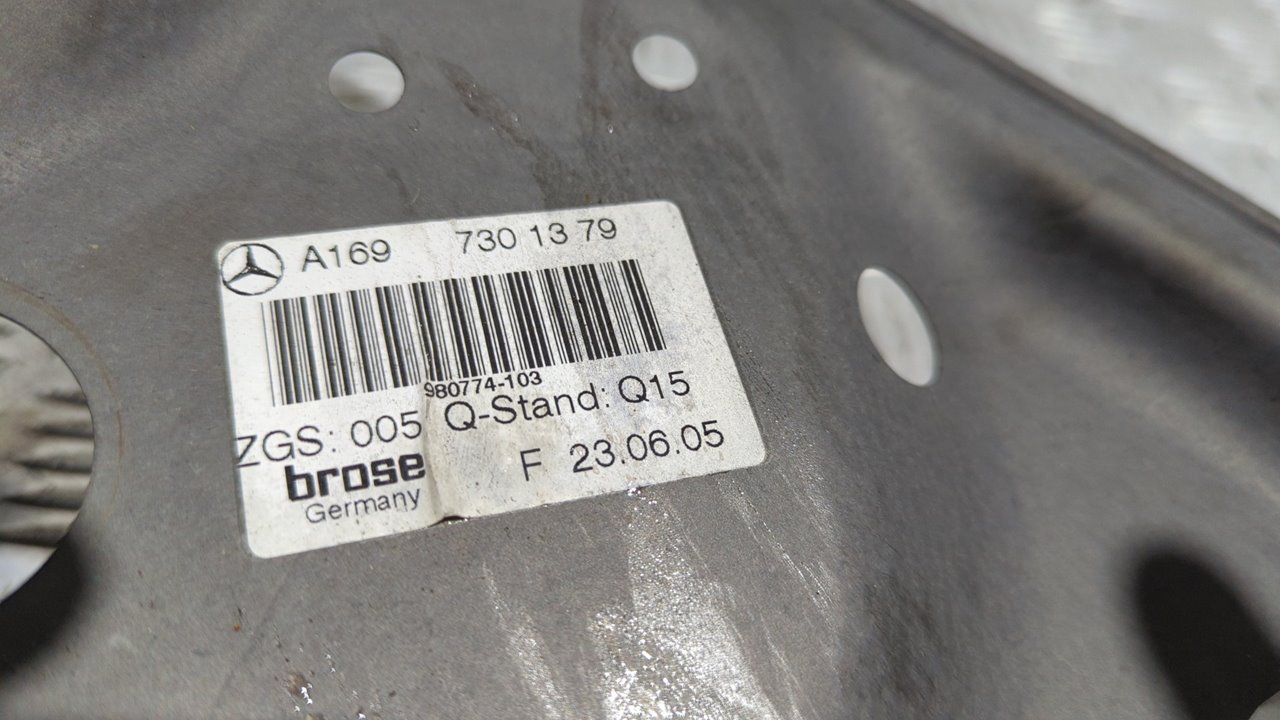 A169 730 13 79
980774-103
ZGS: 005 Q-Stand: Q15
brose F 23.06.05
Germany